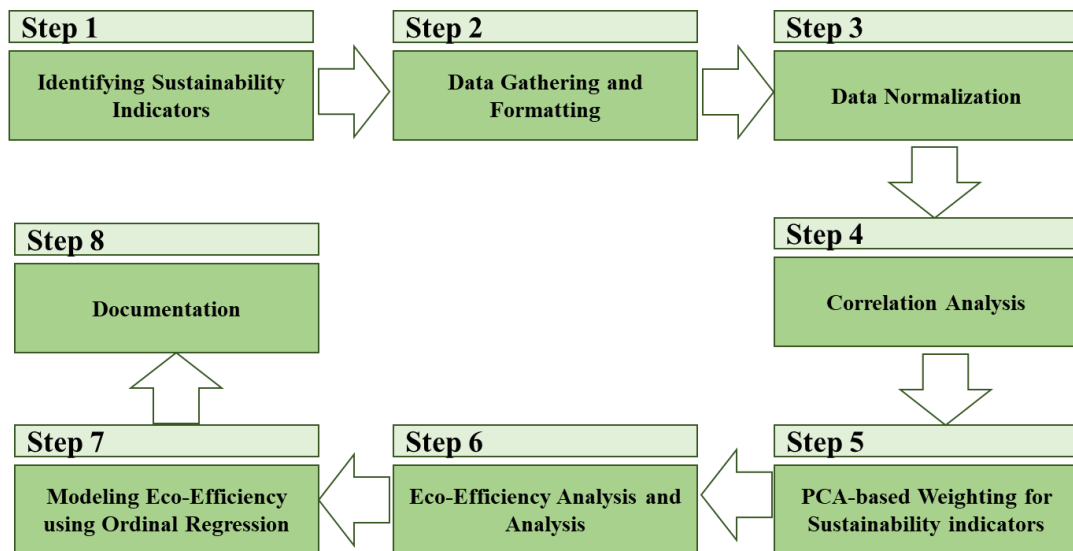 Step 1
Identifying Sustainability
Indicators
Step 2
Data Gathering and
Formatting
Step 3
Data Normalization
Step 4
Correlation Analysis
Step 5
PCA-based Weighting for
Sustainability indicators
Step 6
Eco-Efficiency Analysis and
Analysis
Step 7
Modeling Eco-Efficiency
using Ordinal Regression
Step 8
Documentation